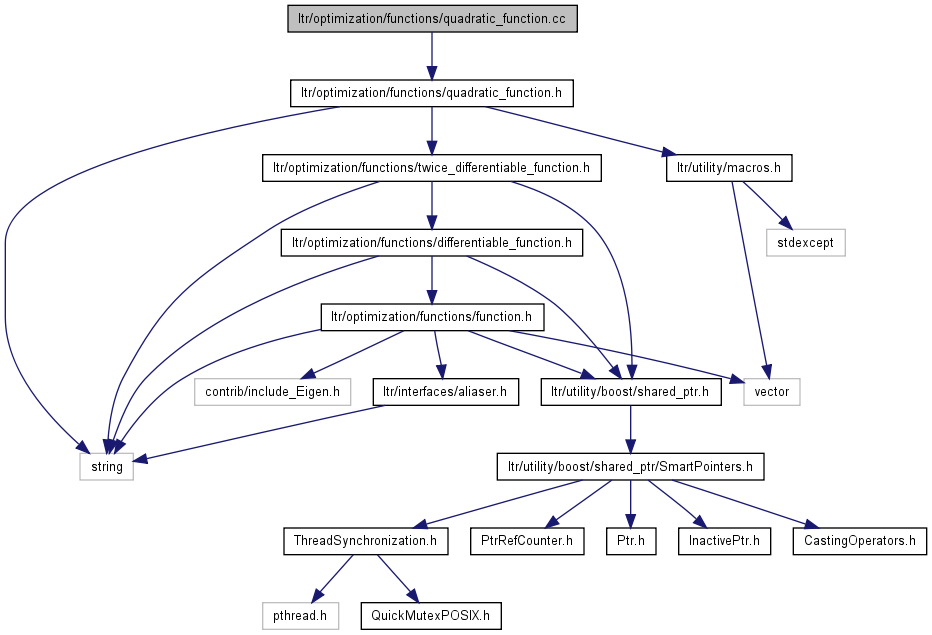 ltr/optimization/functions/quadratic_function.cc
ltr/optimization/functions/quadratic_function.h
ltr/optimization/functions/twice_differentiable_function.h
ltr/utility/macros.h
ltr/optimization/functions/differentiable_function.h
stdexcept
ltr/optimization/functions/function.h
contrib/include_Eigen.h
ltr/interfaces/aliaser.h
ltr/utility/boost/shared_ptr.h
vector
string
ltr/utility/boost/shared_ptr/SmartPointers.h
ThreadSynchronization.h
PtrRefCounter.h
Ptr.h
InactivePtr.h
CastingOperators.h
pthread.h
QuickMutexPOSIX.h